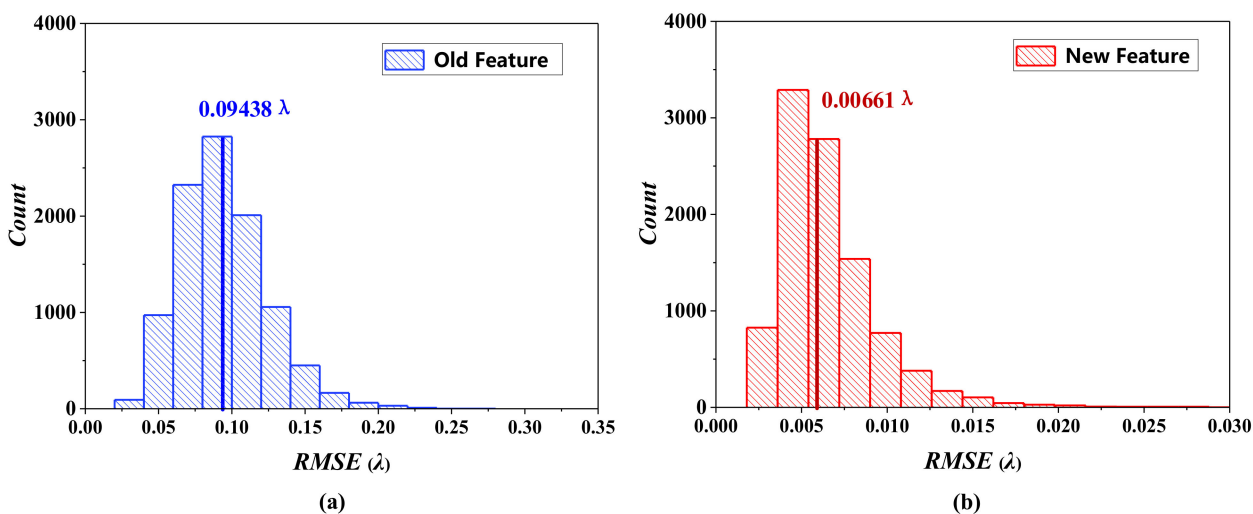 4000
3000
2000
1000
0
Count
Old Feature
0.09438 λ
0.00 0.05 0.10 0.15 0.20 0.25 0.30 0.35
RMSE (λ)
(a)
4000
3000
2000
1000
0
Count
New Feature
0.00661 λ
0.000 0.005 0.010 0.015 0.020 0.025 0.030
RMSE (λ)
(b)